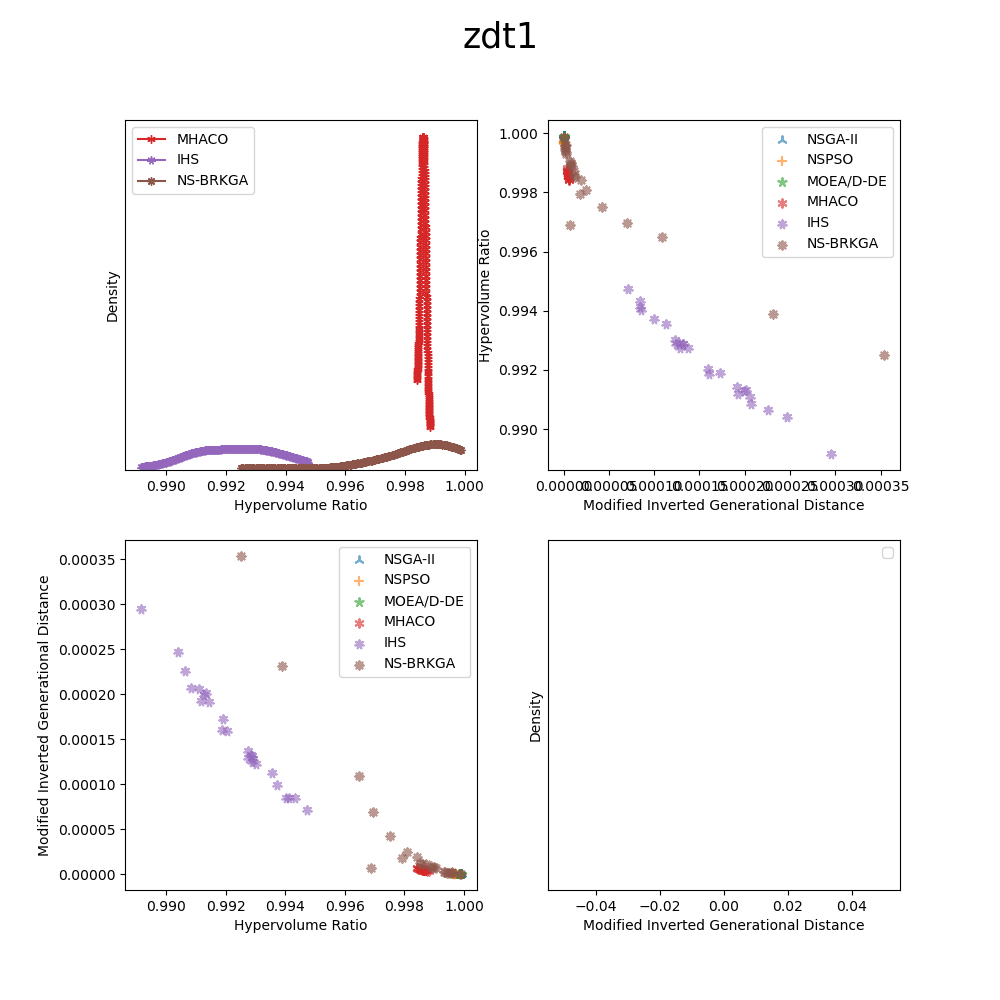 zdt1
MHACO
IHS
NS-BRKGA
Density
0.990 0.992 0.994 0.996 0.998 1.000
Hypervolume Ratio
NSGA-II
NSPSO
MOEA/D-DE
MHACO
IHS
NS-BRKGA
Hypervolume Ratio
1.000
0.998
0.996
0.994
0.992
0.990
0.00000 0.00005 0.00010 0.00015 0.00020 0.00025 0.00030 0.00035
Modified Inverted Generational Distance
NSGA-II
NSPSO
MOEA/D-DE
MHACO
IHS
NS-BRKGA
Modified Inverted Generational Distance
0.00035
0.00030
0.00025
0.00020
0.00015
0.00010
0.00005
0.00000
0.990 0.992 0.994 0.996 0.998 1.000
Hypervolume Ratio
Density
−0.04 −0.02 0.00 0.02 0.04
Modified Inverted Generational Distance